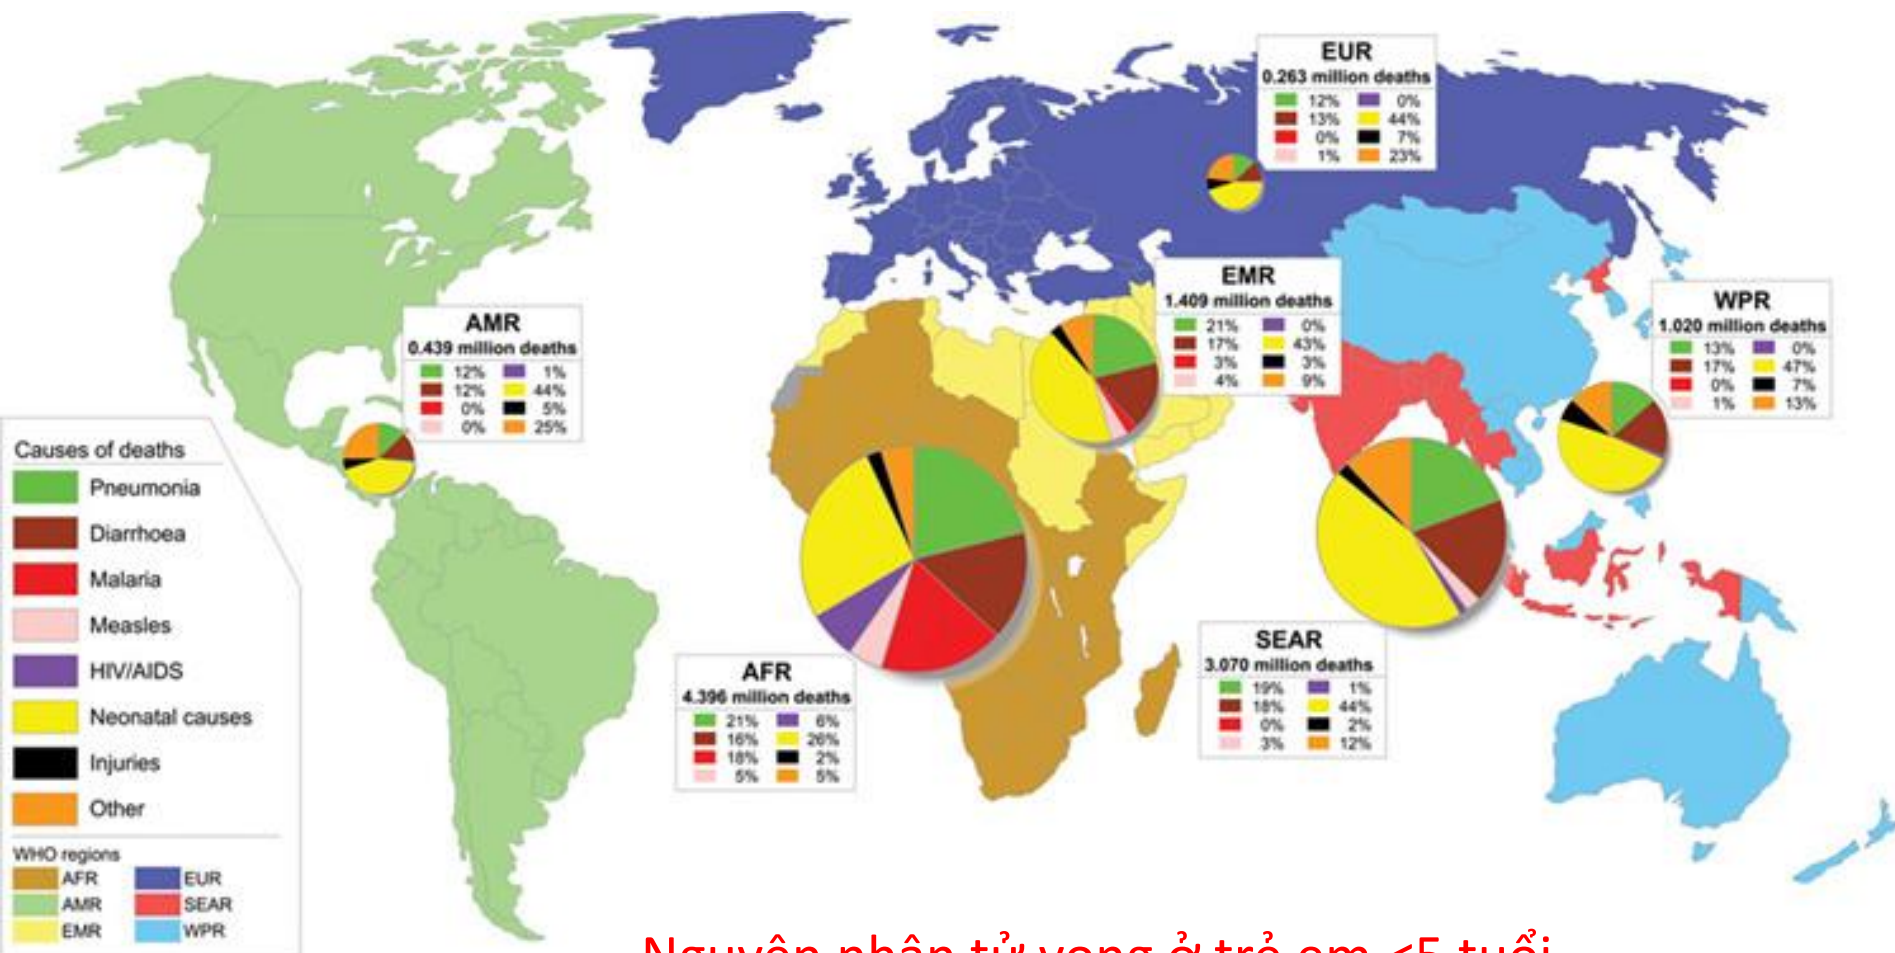 EUR
0.263 million deaths
12% 0%
13% 44%
0% 7%
1% 23%
EMR
1.409 million deaths
21% 0%
17% 43%
3% 3%
4% 9%
WPR
1.020 million deaths
13% 0%
17% 47%
0% 7%
1% 13%
AMR
0.439 million deaths
12% 1%
12% 44%
0% 5%
0% 25%
Causes of deaths
Pneumonia
Diarrhoea
Malaria
Measles
HIV/AIDS
Neonatal causes
Injuries
Other
WHO regions
AFR EUR
AMR SEAR
EMR WPR
AFR
4.396 million deaths
21% 6%
16% 26%
18% 2%
5% 5%
SEAR
3.070 million deaths
19% 1%
18% 44%
0% 2%
3% 12%
Nguyên nhân tử vong ở trẻ em <5 tuổi